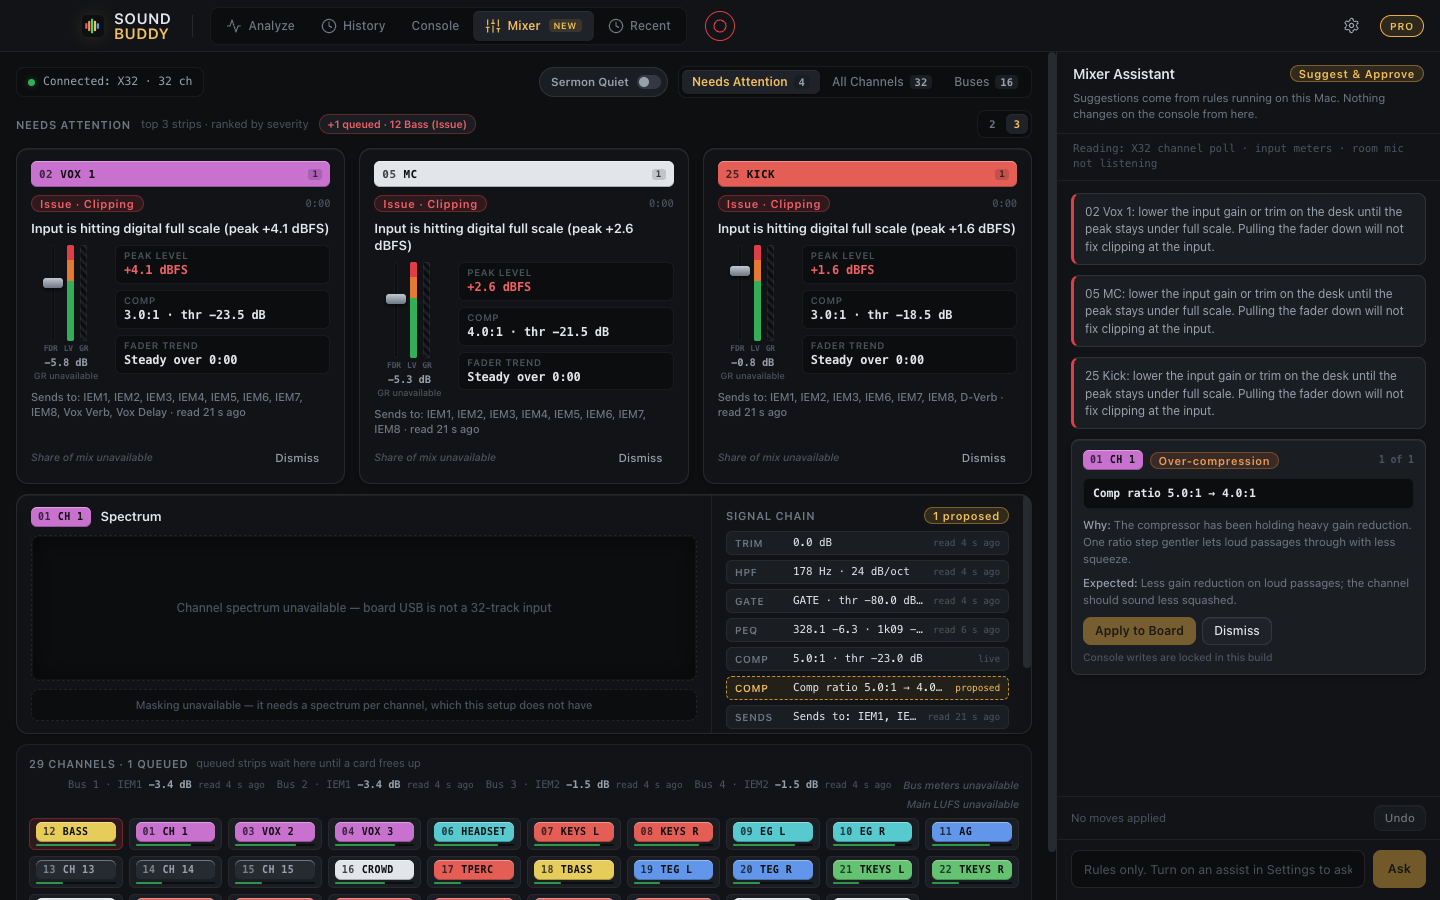 SOUND
BUDDY
Analyze
History
Console
Mixer NEW
Recent
PRO
Connected: X32 · 32 ch
Sermon Quiet
Needs Attention 4
All Channels 32
Buses 16
NEEDS ATTENTION top 3 strips · ranked by severity +1 queued · 12 Bass (Issue)
2 3
02 VOX 1 1
Issue · Clipping 0:00
Input is hitting digital full scale (peak +4.1 dBFS)
PEAK LEVEL
+4.1 dBFS
COMP
3.0:1 · thr −23.5 dB
FADER TREND
Steady over 0:00
FDR LV GR
−5.8 dB
GR unavailable
Sends to: IEM1, IEM2, IEM3, IEM4, IEM5, IEM6, IEM7,
IEM8, Vox Verb, Vox Delay · read 21 s ago
Share of mix unavailable
Dismiss
05 MC 1
Issue · Clipping 0:00
Input is hitting digital full scale (peak +2.6
dBFS)
PEAK LEVEL
+2.6 dBFS
COMP
4.0:1 · thr −21.5 dB
FADER TREND
Steady over 0:00
FDR LV GR
−5.3 dB
GR unavailable
Sends to: IEM1, IEM2, IEM3, IEM4, IEM5, IEM6, IEM7,
IEM8 · read 21 s ago
Share of mix unavailable
Dismiss
25 KICK 1
Issue · Clipping 0:00
Input is hitting digital full scale (peak +1.6 dBFS)
PEAK LEVEL
+1.6 dBFS
COMP
3.0:1 · thr −18.5 dB
FADER TREND
Steady over 0:00
FDR LV GR
−0.8 dB
GR unavailable
Sends to: IEM1, IEM2, IEM3, IEM6, IEM7, IEM8, D-Verb ·
read 21 s ago
Share of mix unavailable
Dismiss
01 CH 1 Spectrum
Channel spectrum unavailable — board USB is not a 32-track input
Masking unavailable — it needs a spectrum per channel, which this setup does not have
SIGNAL CHAIN 1 proposed
TRIM 0.0 dB read 4 s ago
HPF 178 Hz · 24 dB/oct read 4 s ago
GATE GATE · thr −80.0 dB… read 4 s ago
PEQ 328.1 −6.3 · 1k09 −… read 6 s ago
COMP 5.0:1 · thr −23.0 dB live
COMP Comp ratio 5.0:1 → 4.0… proposed
SENDS Sends to: IEM1, IE… read 21 s ago
29 CHANNELS · 1 QUEUED queued strips wait here until a card frees up
Bus 1 · IEM1 −3.4 dB read 4 s ago Bus 2 · IEM1 −3.4 dB read 4 s ago Bus 3 · IEM2 −1.5 dB read 4 s ago Bus 4 · IEM2 −1.5 dB read 4 s ago Bus meters unavailable
Main LUFS unavailable
12 BASS 01 CH 1 03 VOX 2 04 VOX 3 06 HEADSET 07 KEYS L 08 KEYS R 09 EG L 10 EG R 11 AG
13 CH 13 14 CH 14 15 CH 15 16 CROWD 17 TPERC 18 TBASS 19 TEG L 20 TEG R 21 TKEYS L 22 TKEYS R
Mixer Assistant Suggest & Approve
Suggestions come from rules running on this Mac. Nothing
changes on the console from here.
Reading: X32 channel poll · input meters · room mic
not listening
02 Vox 1: lower the input gain or trim on the desk until the
peak stays under full scale. Pulling the fader down will not
fix clipping at the input.
05 MC: lower the input gain or trim on the desk until the
peak stays under full scale. Pulling the fader down will not
fix clipping at the input.
25 Kick: lower the input gain or trim on the desk until the
peak stays under full scale. Pulling the fader down will not
fix clipping at the input.
01 CH 1 Over-compression 1 of 1
Comp ratio 5.0:1 → 4.0:1
Why: The compressor has been holding heavy gain reduction.
One ratio step gentler lets loud passages through with less
squeeze.
Expected: Less gain reduction on loud passages; the channel
should sound less squashed.
Apply to Board
Dismiss
Console writes are locked in this build
No moves applied
Undo
Rules only. Turn on an assist in Settings to ask
Ask